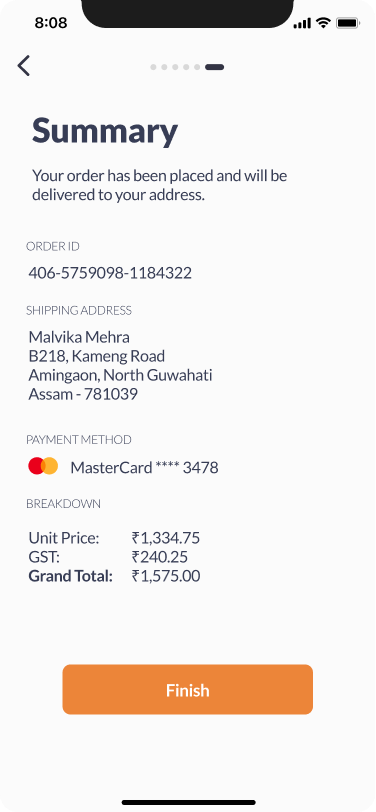 8:08
Summary
Your order has been placed and will be
delivered to your address.
ORDER ID
406-5759098-1184322
SHIPPING ADDRESS
Malvika Mehra
B218, Kameng Road
Amingaon, North Guwahati
Assam - 781039
PAYMENT METHOD
MasterCard **** 3478
BREAKDOWN
Unit Price: ₹1,334.75
GST: ₹240.25
Grand Total: ₹1,575.00
Finish